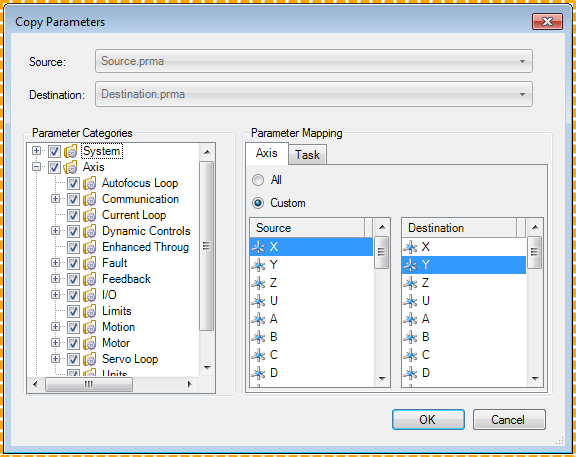 Copy Parameters
Source:
Source.prma
Destination:
Destination.prma
Parameter Categories
System
Axis
Autofocus Loop
Communication
Current Loop
Dynamic Controls
Enhanced Throug
Fault
Feedback
I/O
Limits
Motion
Motor
Servo Loop
Units
Parameter Mapping
Axis
Task
All
Custom
Source
X
Y
Z
U
A
B
C
D
Destination
X
Y
Z
U
A
B
C
D
OK
Cancel